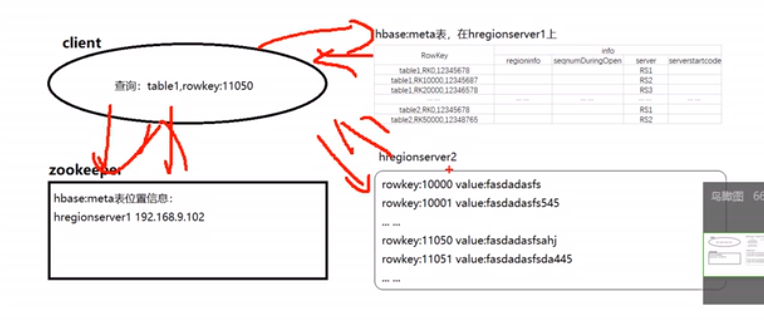 client
查询：table1,rowkey:11050
hbase:meta表，在hregionserver1上
RowKey info
regioninfo seqnumDuringOpen server serverstartcode
table1,RK0,12345678 RS1
table1,RK10000,12345687 RS2
table1,RK20000,12346578 RS3
... ... ... ... ... ... ... ...
table2,RK0,12345678 RS1
table2,RK50000,12348765 RS2
zookeeper
hbase:meta表位置信息：
hregionserver1 192.168.9.102
hregionserver2
rowkey:10000 value:fasdadasfs
rowkey:10001 value:fasdadasfs545
... ...
rowkey:11050 value:fasdadasfsahj
rowkey:11051 value:fasdadasfsda445
... ...
鸟瞰图 66